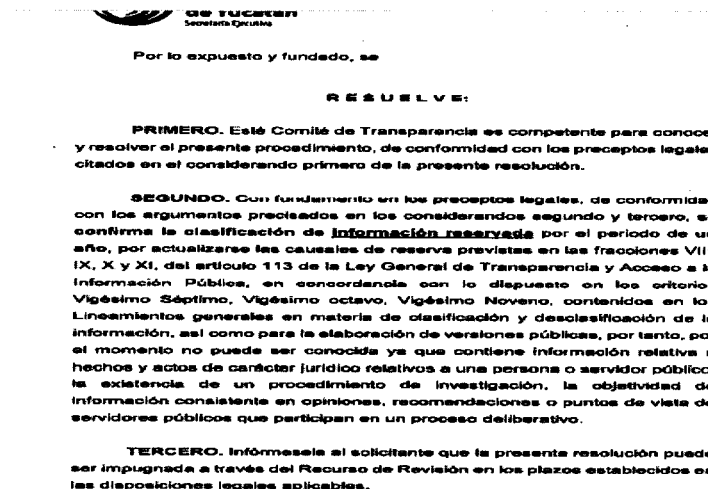 de Yucatán
Secretaría Ejecutiva
Por lo expuesto y fundado, se
R E S U E L V E:
PRIMERO. Esté Comité de Transparencia es competente para conoce
y resolver el presente procedimiento, de conformidad con los preceptos legale
citados en el considerando primero de la presente resolución.
SEGUNDO. Con fundamento en los preceptos legales, de conformida
con los argumentos precisados en los considerandos segundo y tercero, s
confirma la clasificación de información reservada por el periodo de u
año, por actualizarse las causales de reserva previstas en las fracciones VII
IX, X y XI, del artículo 113 de la Ley General de Transparencia y Acceso a l
Información Pública, en concordancia con lo dispuesto en los criterio
Vigésimo Séptimo, Vigésimo octavo, Vigésimo Noveno, contenidos en lo
Lineamientos generales en materia de clasificación y desclasificación de l
información, así como para la elaboración de versiones públicas, por tanto, po
el momento no puede ser conocida ya que contiene información relativa
hechos y actos de carácter jurídico relativos a una persona o servidor público
la existencia de un procedimiento de investigación, la objetividad d
información consistente en opiniones, recomendaciones o puntos de vista d
servidores públicos que participan en un proceso deliberativo.
TERCERO. Infórmesele al solicitante que la presente resolución pued
ser impugnada a través del Recurso de Revisión en los plazos establecidos e
las disposiciones legales aplicables.